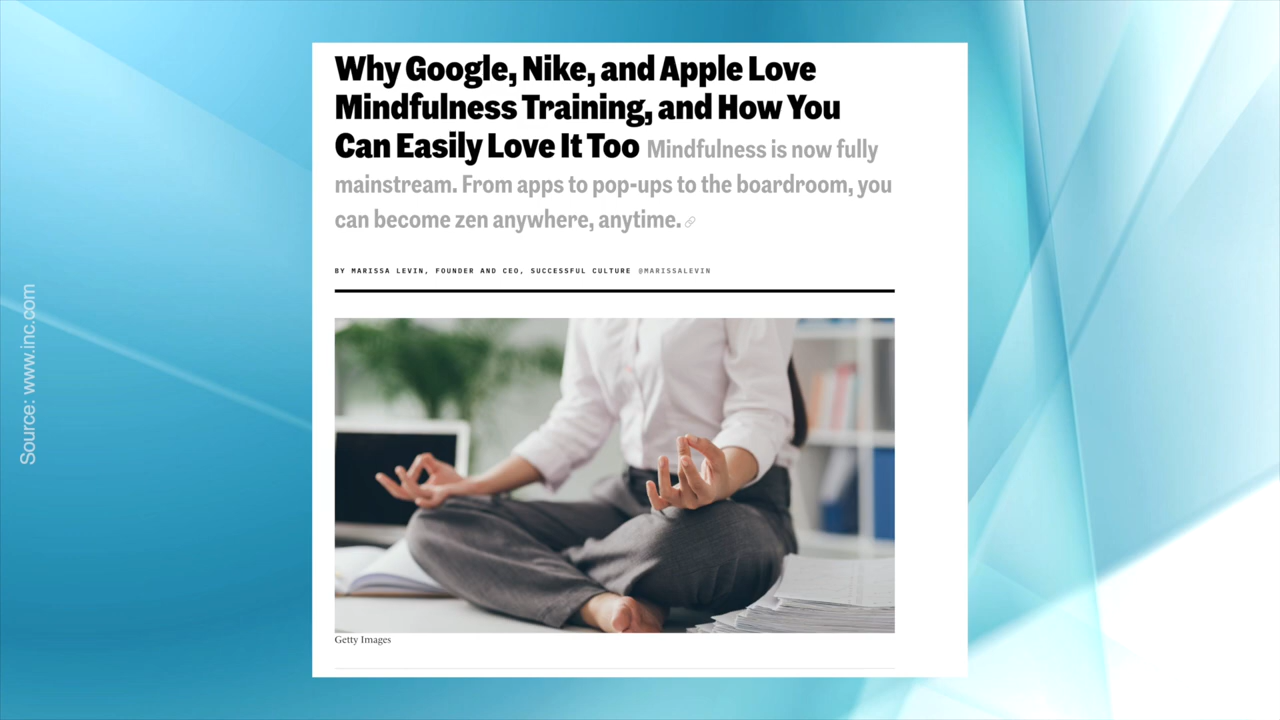 Why Google, Nike, and Apple Love
Mindfulness Training, and How You
Can Easily Love It Too Mindfulness is now fully
mainstream. From apps to pop-ups to the boardroom, you
can become zen anywhere, anytime.
BY MARISSA LEVIN, FOUNDER AND CEO, SUCCESSFUL CULTURE @MARISSALEVIN
Getty Images
Source: www.inc.com